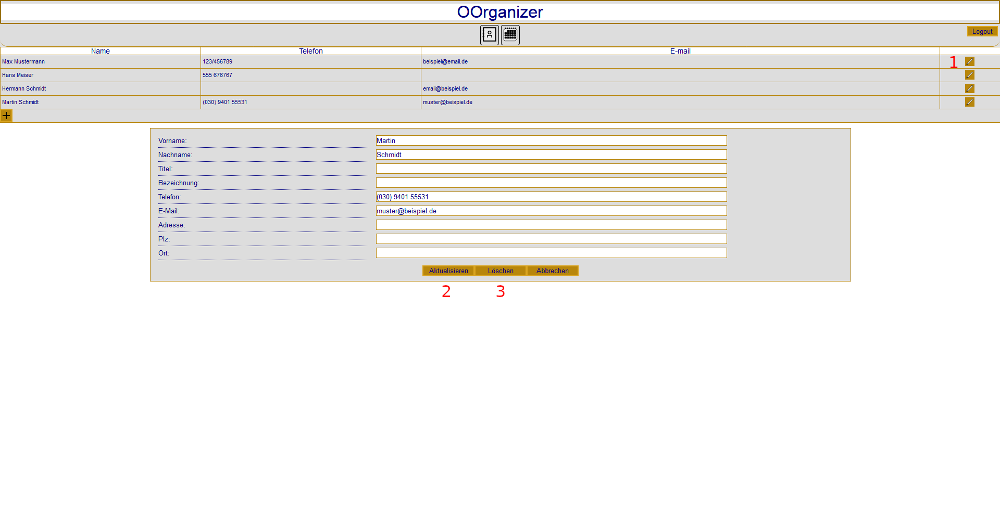 OOrganizer
Logout
Name Telefon E-mail
Max Mustermann 123/456789 beispiel@email.de 1
Hans Meiser 555 676767
Hermann Schmidt email@beispiel.de
Martin Schmidt (030) 9401 55531 muster@beispiel.de
+
Vorname: Martin
Nachname: Schmidt
Titel:
Bezeichnung:
Telefon: (030) 9401 55531
E-Mail: muster@beispiel.de
Adresse:
Plz:
Ort:
Aktualisieren Löschen Abbrechen
2 3